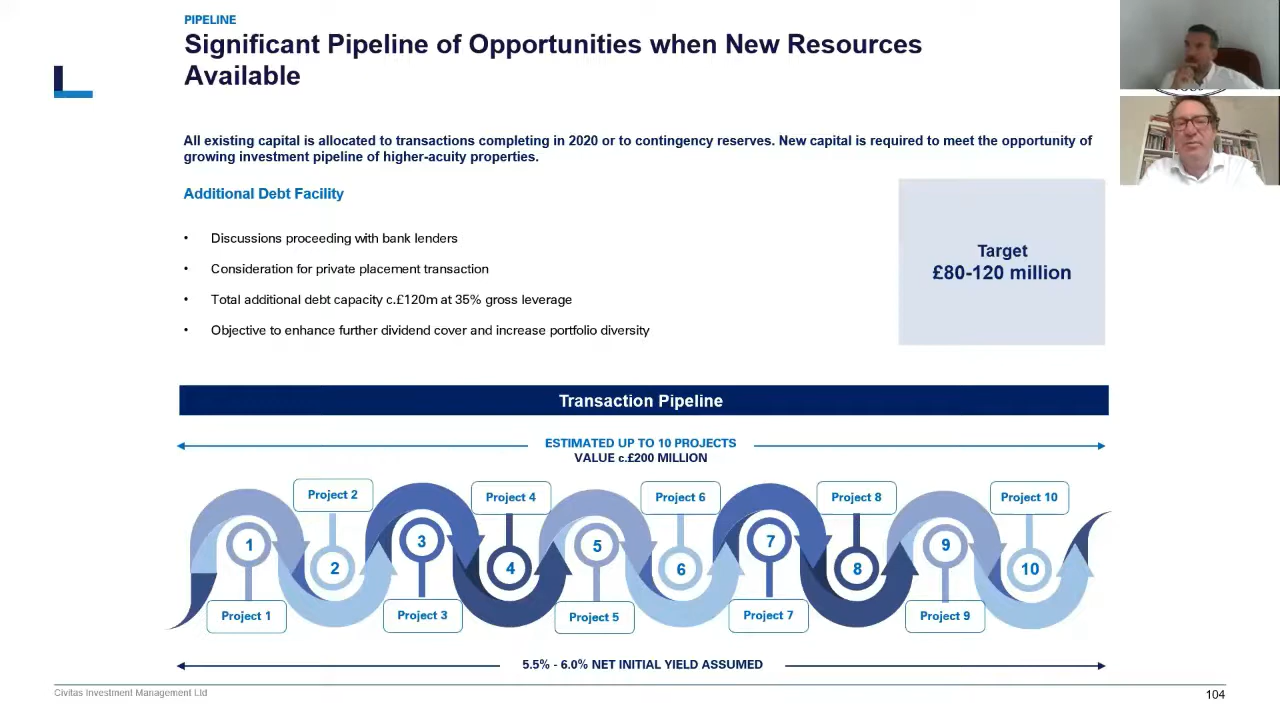 PIPELINE
Significant Pipeline of Opportunities when New Resources
Available
All existing capital is allocated to transactions completing in 2020 or to contingency reserves. New capital is required to meet the opportunity of
growing investment pipeline of higher-acuity properties.
Additional Debt Facility
• Discussions proceeding with bank lenders
• Consideration for private placement transaction
• Total additional debt capacity c.£120m at 35% gross leverage
• Objective to enhance further dividend cover and increase portfolio diversity
Target
£80-120 million
Transaction Pipeline
ESTIMATED UP TO 10 PROJECTS
VALUE c.£200 MILLION
Project 2
Project 4
Project 6
Project 8
Project 10
1
2
3
4
5
6
7
8
9
10
Project 1
Project 3
Project 5
Project 7
Project 9
5.5% - 6.0% NET INITIAL YIELD ASSUMED
Civitas Investment Management Ltd
104